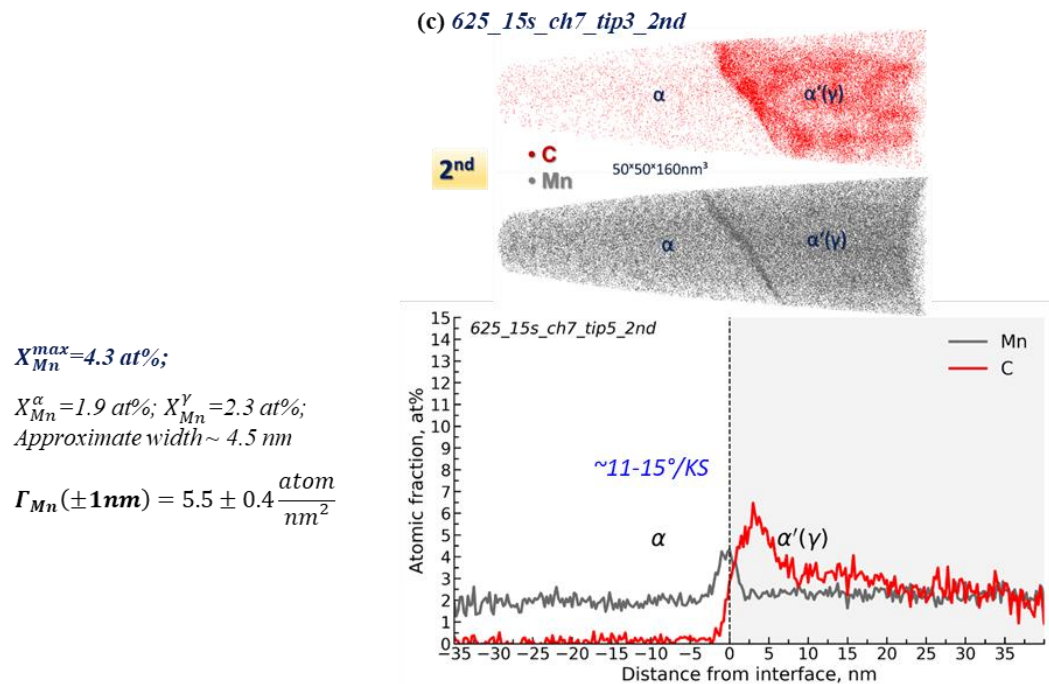 (c) 625_15s_ch7_tip3_2nd
α
α'(γ)
2nd
• C
• Mn
50*50*160nm³
α
α'(γ)
X_Mn^max=4.3 at%;
X_Mn^α=1.9 at%; X_Mn^γ=2.3 at%;
Approximate width~ 4.5 nm
Γ_Mn(±1nm) = 5.5 ± 0.4 atom/nm²
625_15s_ch7_tip5_2nd
Mn
C
~11-15°/KS
α
α'(γ)
Atomic fraction, at%
15
14
13
12
11
10
9
8
7
6
5
4
3
2
1
0
−35 −30 −25 −20 −15 −10 −5 0 5 10 15 20 25 30 35
Distance from interface, nm